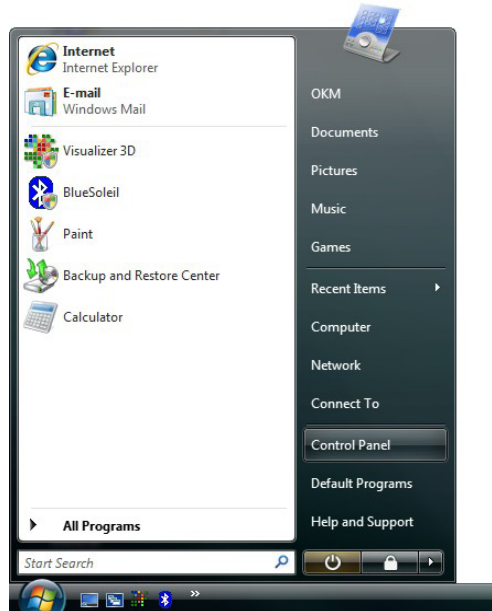 Internet
Internet Explorer
E-mail
Windows Mail
Visualizer 3D
BlueSoleil
Paint
Backup and Restore Center
Calculator
All Programs
Start Search
OKM
Documents
Pictures
Music
Games
Recent Items
Computer
Network
Connect To
Control Panel
Default Programs
Help and Support